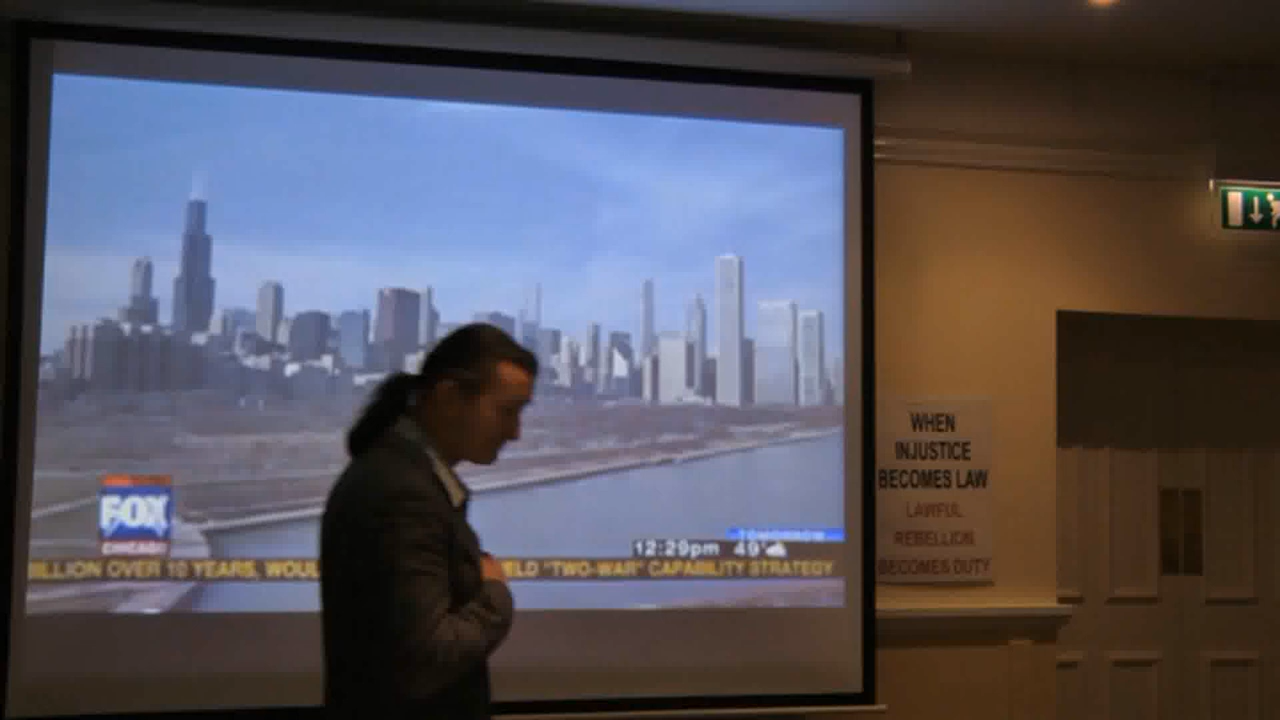 WHEN
INJUSTICE
BECOMES LAW
LAWFUL
REBELLION
BECOMES DUTY
FOX
CHICAGO
TOMORROW
12:29pm 49°
ILLION OVER 10 YEARS, WOUL ELD "TWO-WAR" CAPABILITY STRATEGY